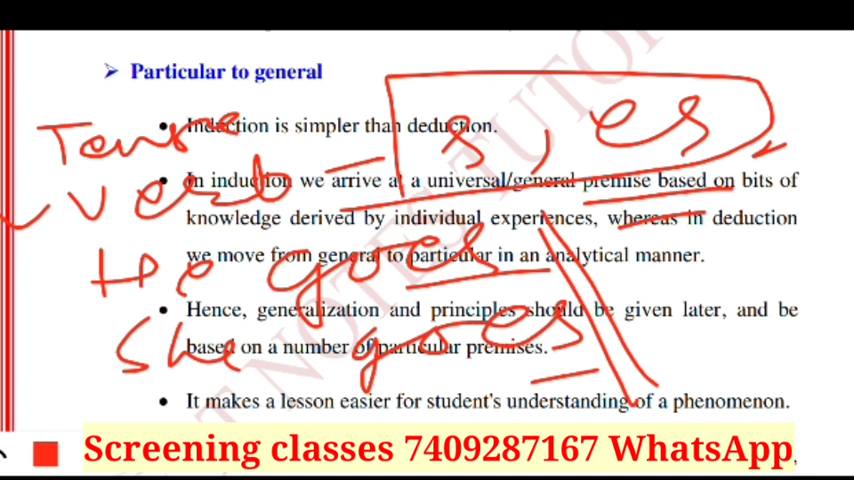 ➢ Particular to general
• Induction is simpler than deduction.
Tense
s, es
• In induction we arrive at a universal/general premise based on bits of
verb =
knowledge derived by individual experiences, whereas in deduction
we move from general to particular in an analytical manner.
He goes
• Hence, generalization and principles should be given later, and be
She goes
based on a number of particular premises.
• It makes a lesson easier for student's understanding of a phenomenon.
Screening classes 7409287167 WhatsApp,